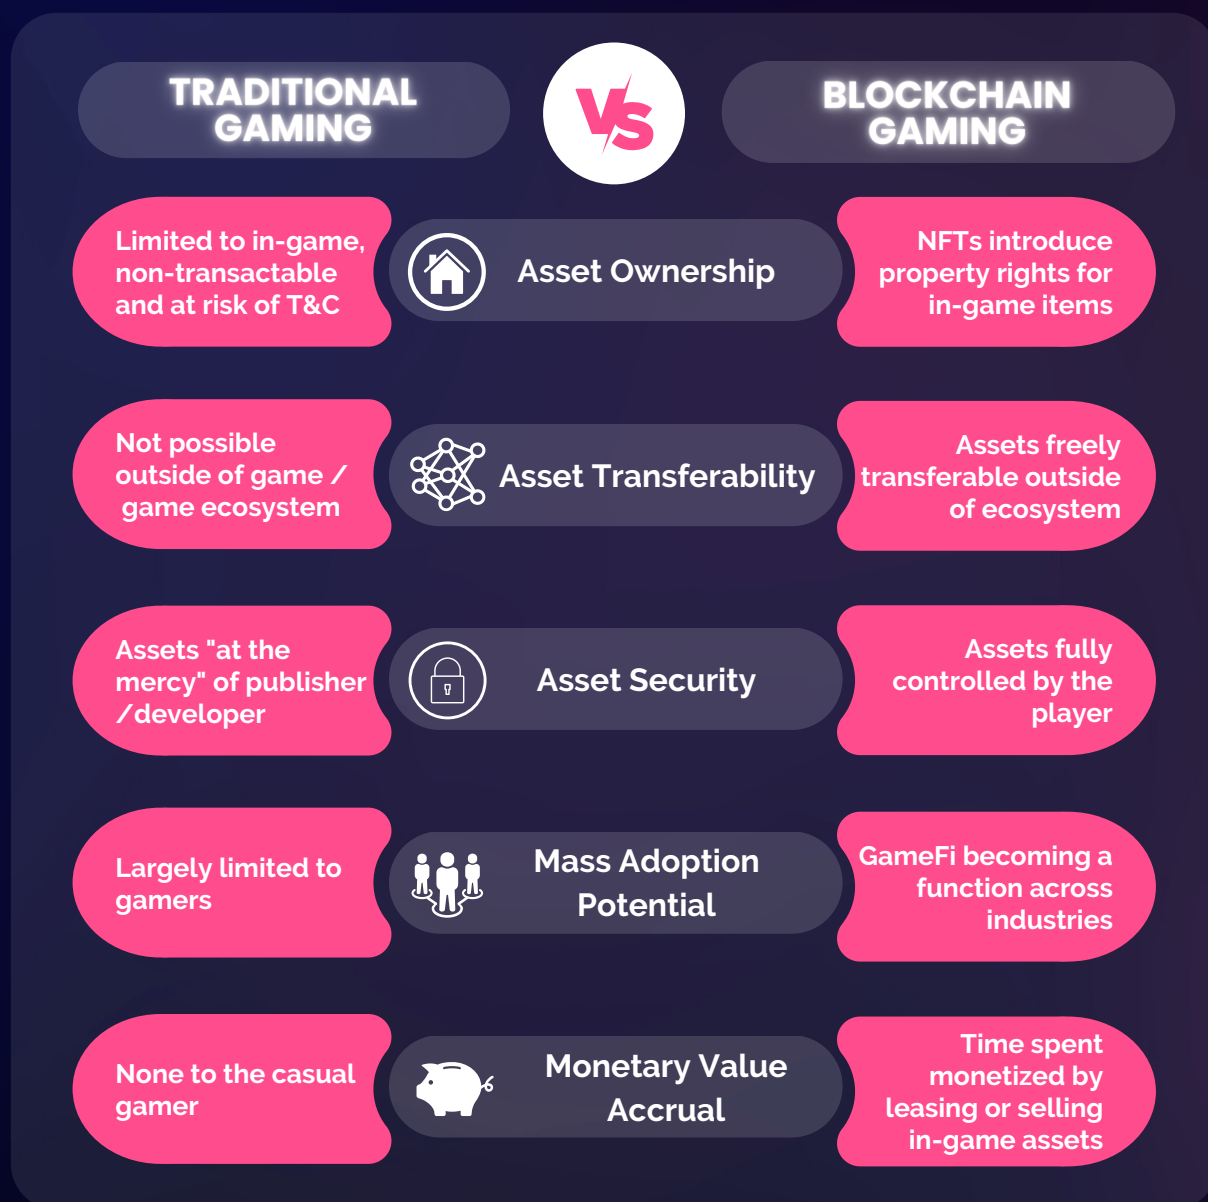 TRADITIONAL
GAMING
VS
BLOCKCHAIN
GAMING
Limited to in-game,
non-transactable
and at risk of T&C
Asset Ownership
NFTs introduce
property rights for
in-game items
Not possible
outside of game /
game ecosystem
Asset Transferability
Assets freely
transferable outside
of ecosystem
Assets "at the
mercy" of publisher
/developer
Asset Security
Assets fully
controlled by the
player
Largely limited to
gamers
Mass Adoption
Potential
GameFi becoming a
function across
industries
None to the casual
gamer
Monetary Value
Accrual
Time spent
monetized by
leasing or selling
in-game assets